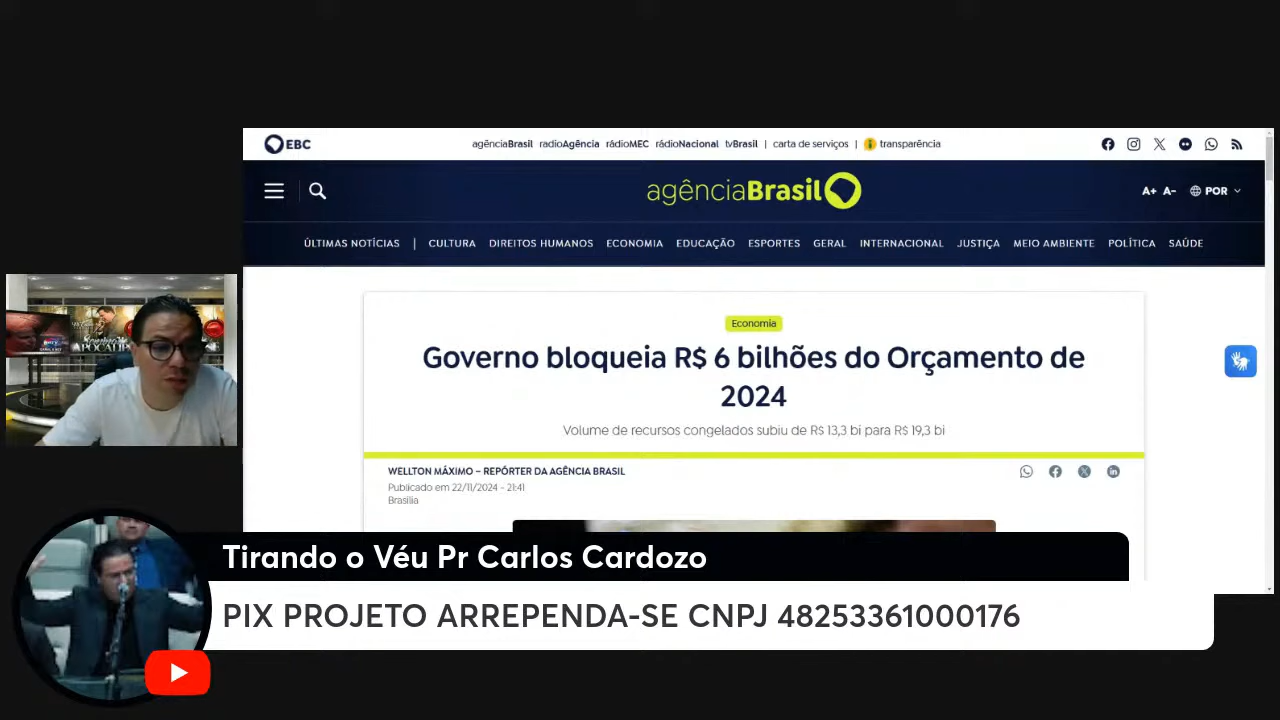 EBC
agênciaBrasil radioAgência rádioMEC rádioNacional tvBrasil | carta de serviços | transparência
agênciaBrasil
A+ A- POR
ÚLTIMAS NOTÍCIAS | CULTURA DIREITOS HUMANOS ECONOMIA EDUCAÇÃO ESPORTES GERAL INTERNACIONAL JUSTIÇA MEIO AMBIENTE POLÍTICA SAÚDE
Economia
Governo bloqueia R$ 6 bilhões do Orçamento de
2024
Volume de recursos congelados subiu de R$ 13,3 bi para R$ 19,3 bi
WELLTON MÁXIMO – REPÓRTER DA AGÊNCIA BRASIL
Publicado em 22/11/2024 - 21:41
Brasília
Tirando o Véu Pr Carlos Cardozo
PIX PROJETO ARREPENDA-SE CNPJ 48253361000176